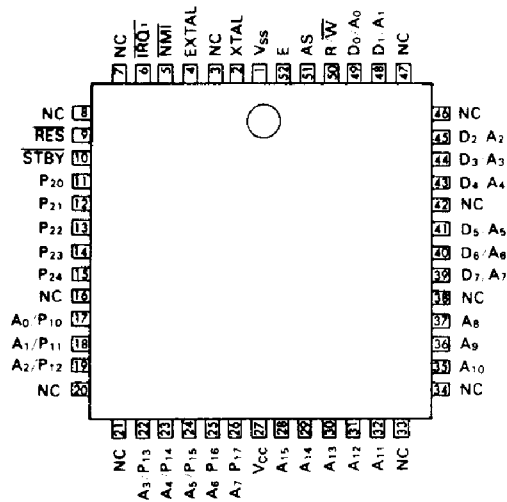 NC IRQ1 NMI EXTAL NC XTAL VSS E AS R/W D0/A0 D1/A1 NC
7 6 5 4 3 2 1 52 51 50 49 48 47
NC 8
RES 9
STBY 10
P20 11
P21 12
P22 13
P23 14
P24 15
NC 16
A0/P10 17
A1/P11 18
A2/P12 19
NC 20
46 NC
45 D2/A2
44 D3/A3
43 D4/A4
42 NC
41 D5/A5
40 D6/A6
39 D7/A7
38 NC
37 A8
36 A9
35 A10
34 NC
21 22 23 24 25 26 27 28 29 30 31 32 33
NC A3/P13 A4/P14 A5/P15 A6/P16 A7/P17 VCC A15 A14 A13 A12 A11 NC